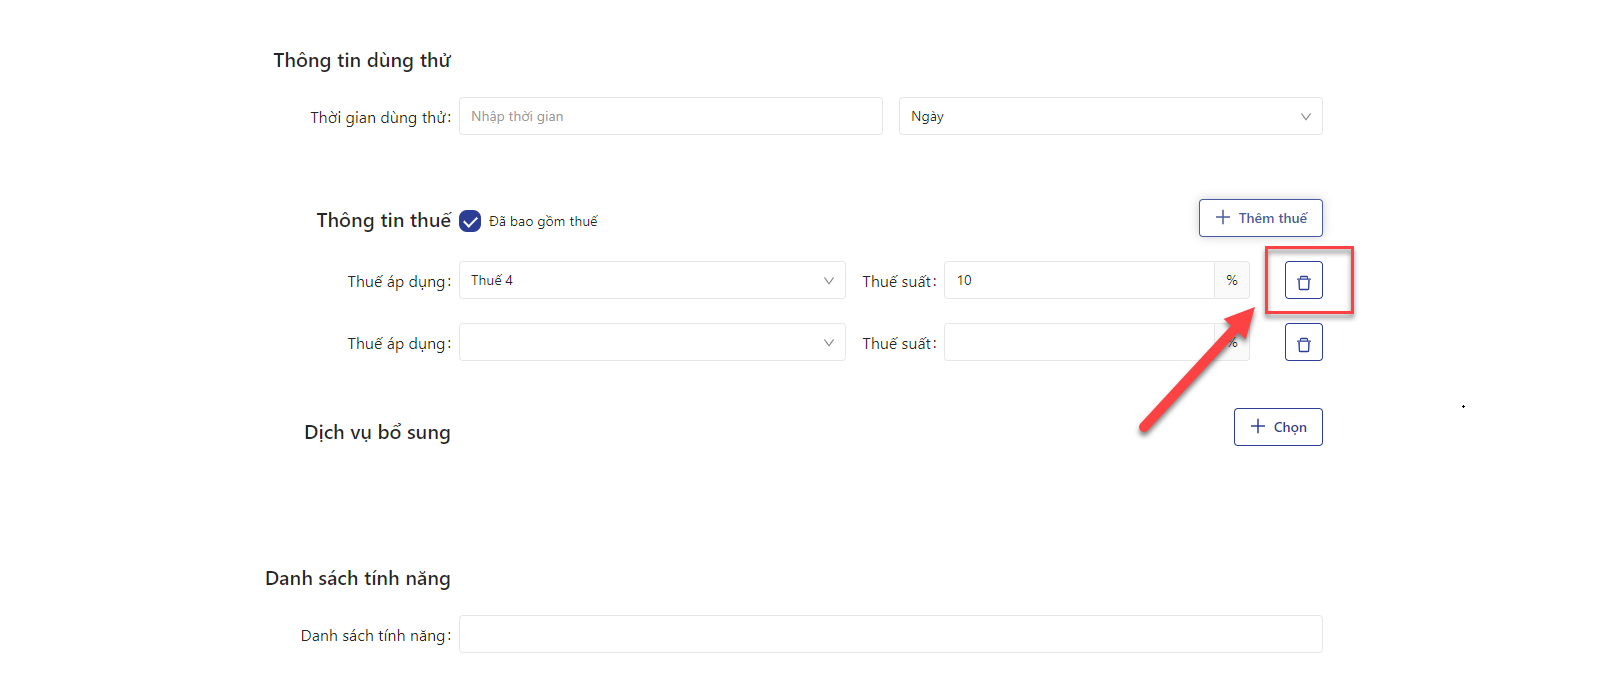 Thông tin dùng thử
Thời gian dùng thử: Nhập thời gian Ngày
Thông tin thuế Đã bao gồm thuế + Thêm thuế
Thuế áp dụng: Thuế 4 Thuế suất: 10 %
Thuế áp dụng: Thuế suất: %
Dịch vụ bổ sung + Chọn
Danh sách tính năng
Danh sách tính năng: